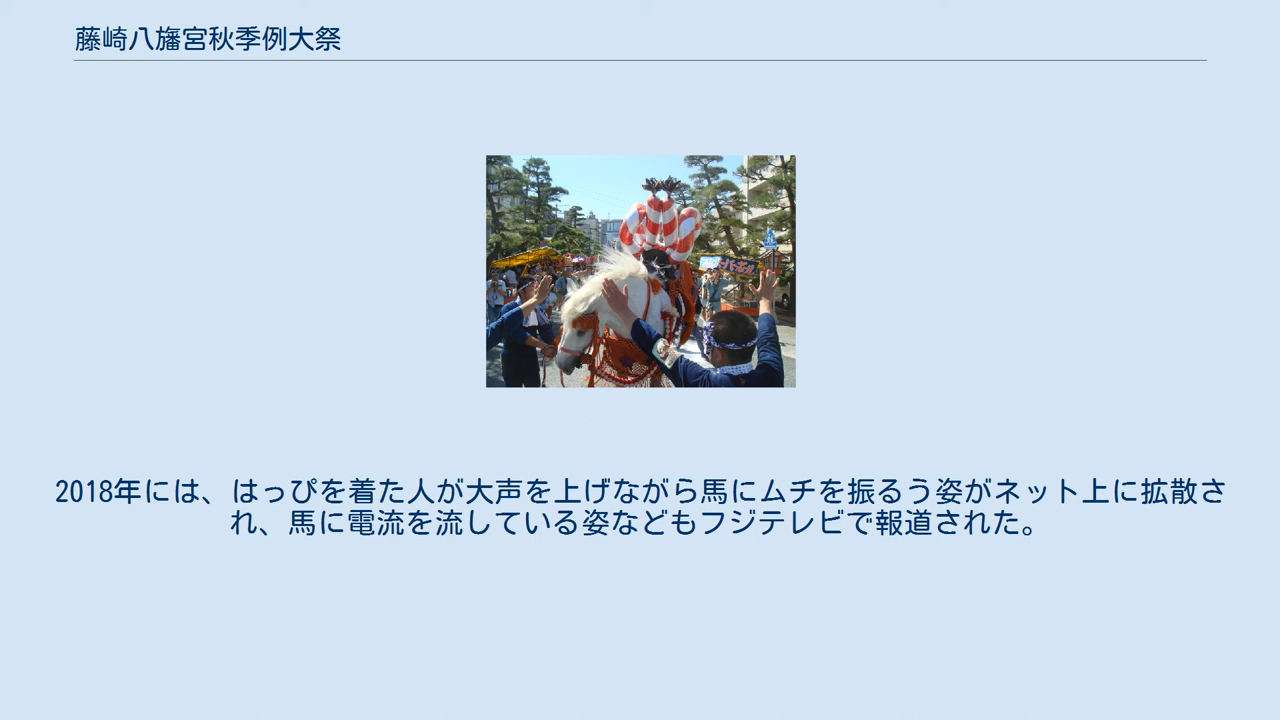 藤崎八旛宮秋季例大祭
2018年には、はっぴを着た人が大声を上げながら馬にムチを振るう姿がネット上に拡散さ
れ、馬に電流を流している姿などもフジテレビで報道された。